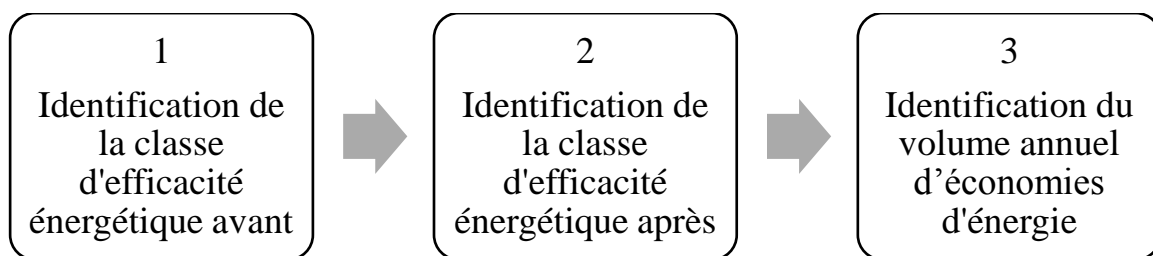 1
Identification de
la classe
d'efficacité
énergétique avant
2
Identification de
la classe
d'efficacité
énergétique après
3
Identification du
volume annuel
d’économies
d'énergie